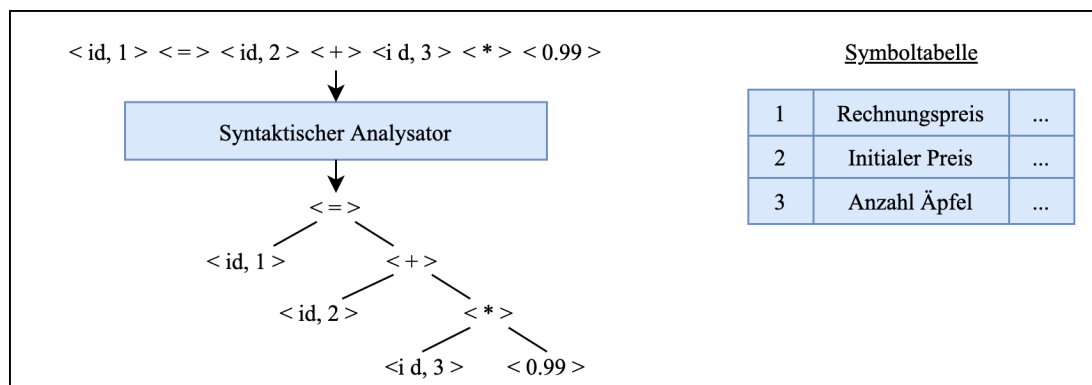 < id, 1 > < = > < id, 2 > < + > <i d, 3 > < * > < 0.99 >
Syntaktischer Analysator
< = >
< id, 1 > < + >
< id, 2 > < * >
<i d, 3 > < 0.99 >
Symboltabelle
1 Rechnungspreis ...
2 Initialer Preis ...
3 Anzahl Äpfel ...